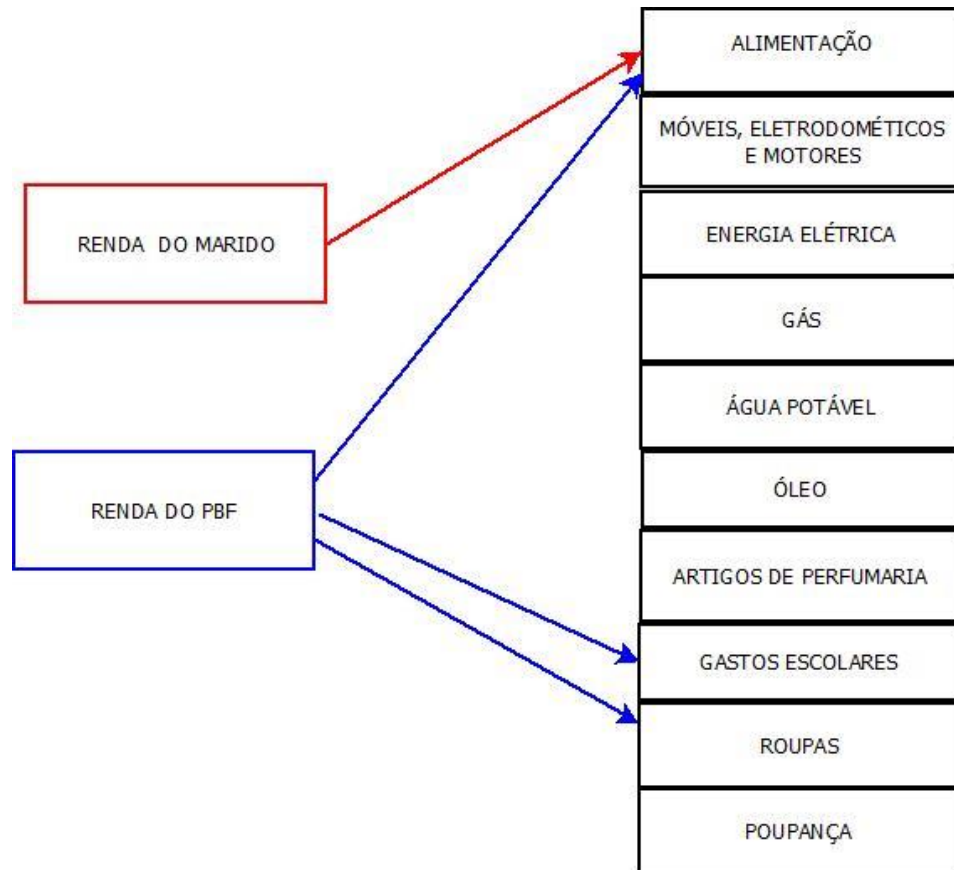 ALIMENTAÇÃO
MÓVEIS, ELETRODOMÉTICOS
E MOTORES
RENDA DO MARIDO
ENERGIA ELÉTRICA
GÁS
ÁGUA POTÁVEL
RENDA DO PBF
ÓLEO
ARTIGOS DE PERFUMARIA
GASTOS ESCOLARES
ROUPAS
POUPANÇA